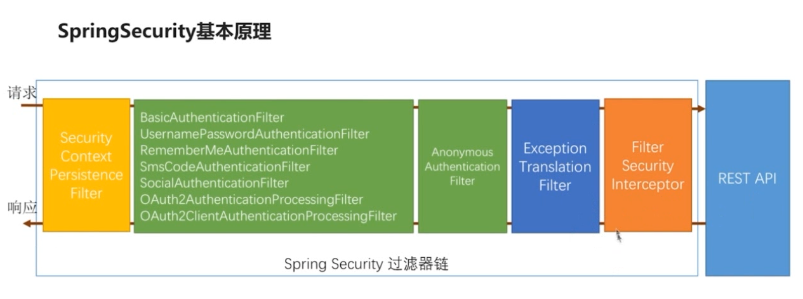 SpringSecurity基本原理
请求
响应
Security
Context
Persistence
Filter
BasicAuthenticationFilter
UsernamePasswordAuthenticationFilter
RememberMeAuthenticationFilter
SmsCodeAuthenticationFilter
SocialAuthenticationFilter
OAuth2AuthenticationProcessingFilter
OAuth2ClientAuthenticationProcessingFilter
Anonymous
Authentication
Filter
Exception
Translation
Filter
Filter
Security
Interceptor
REST API
Spring Security 过滤器链